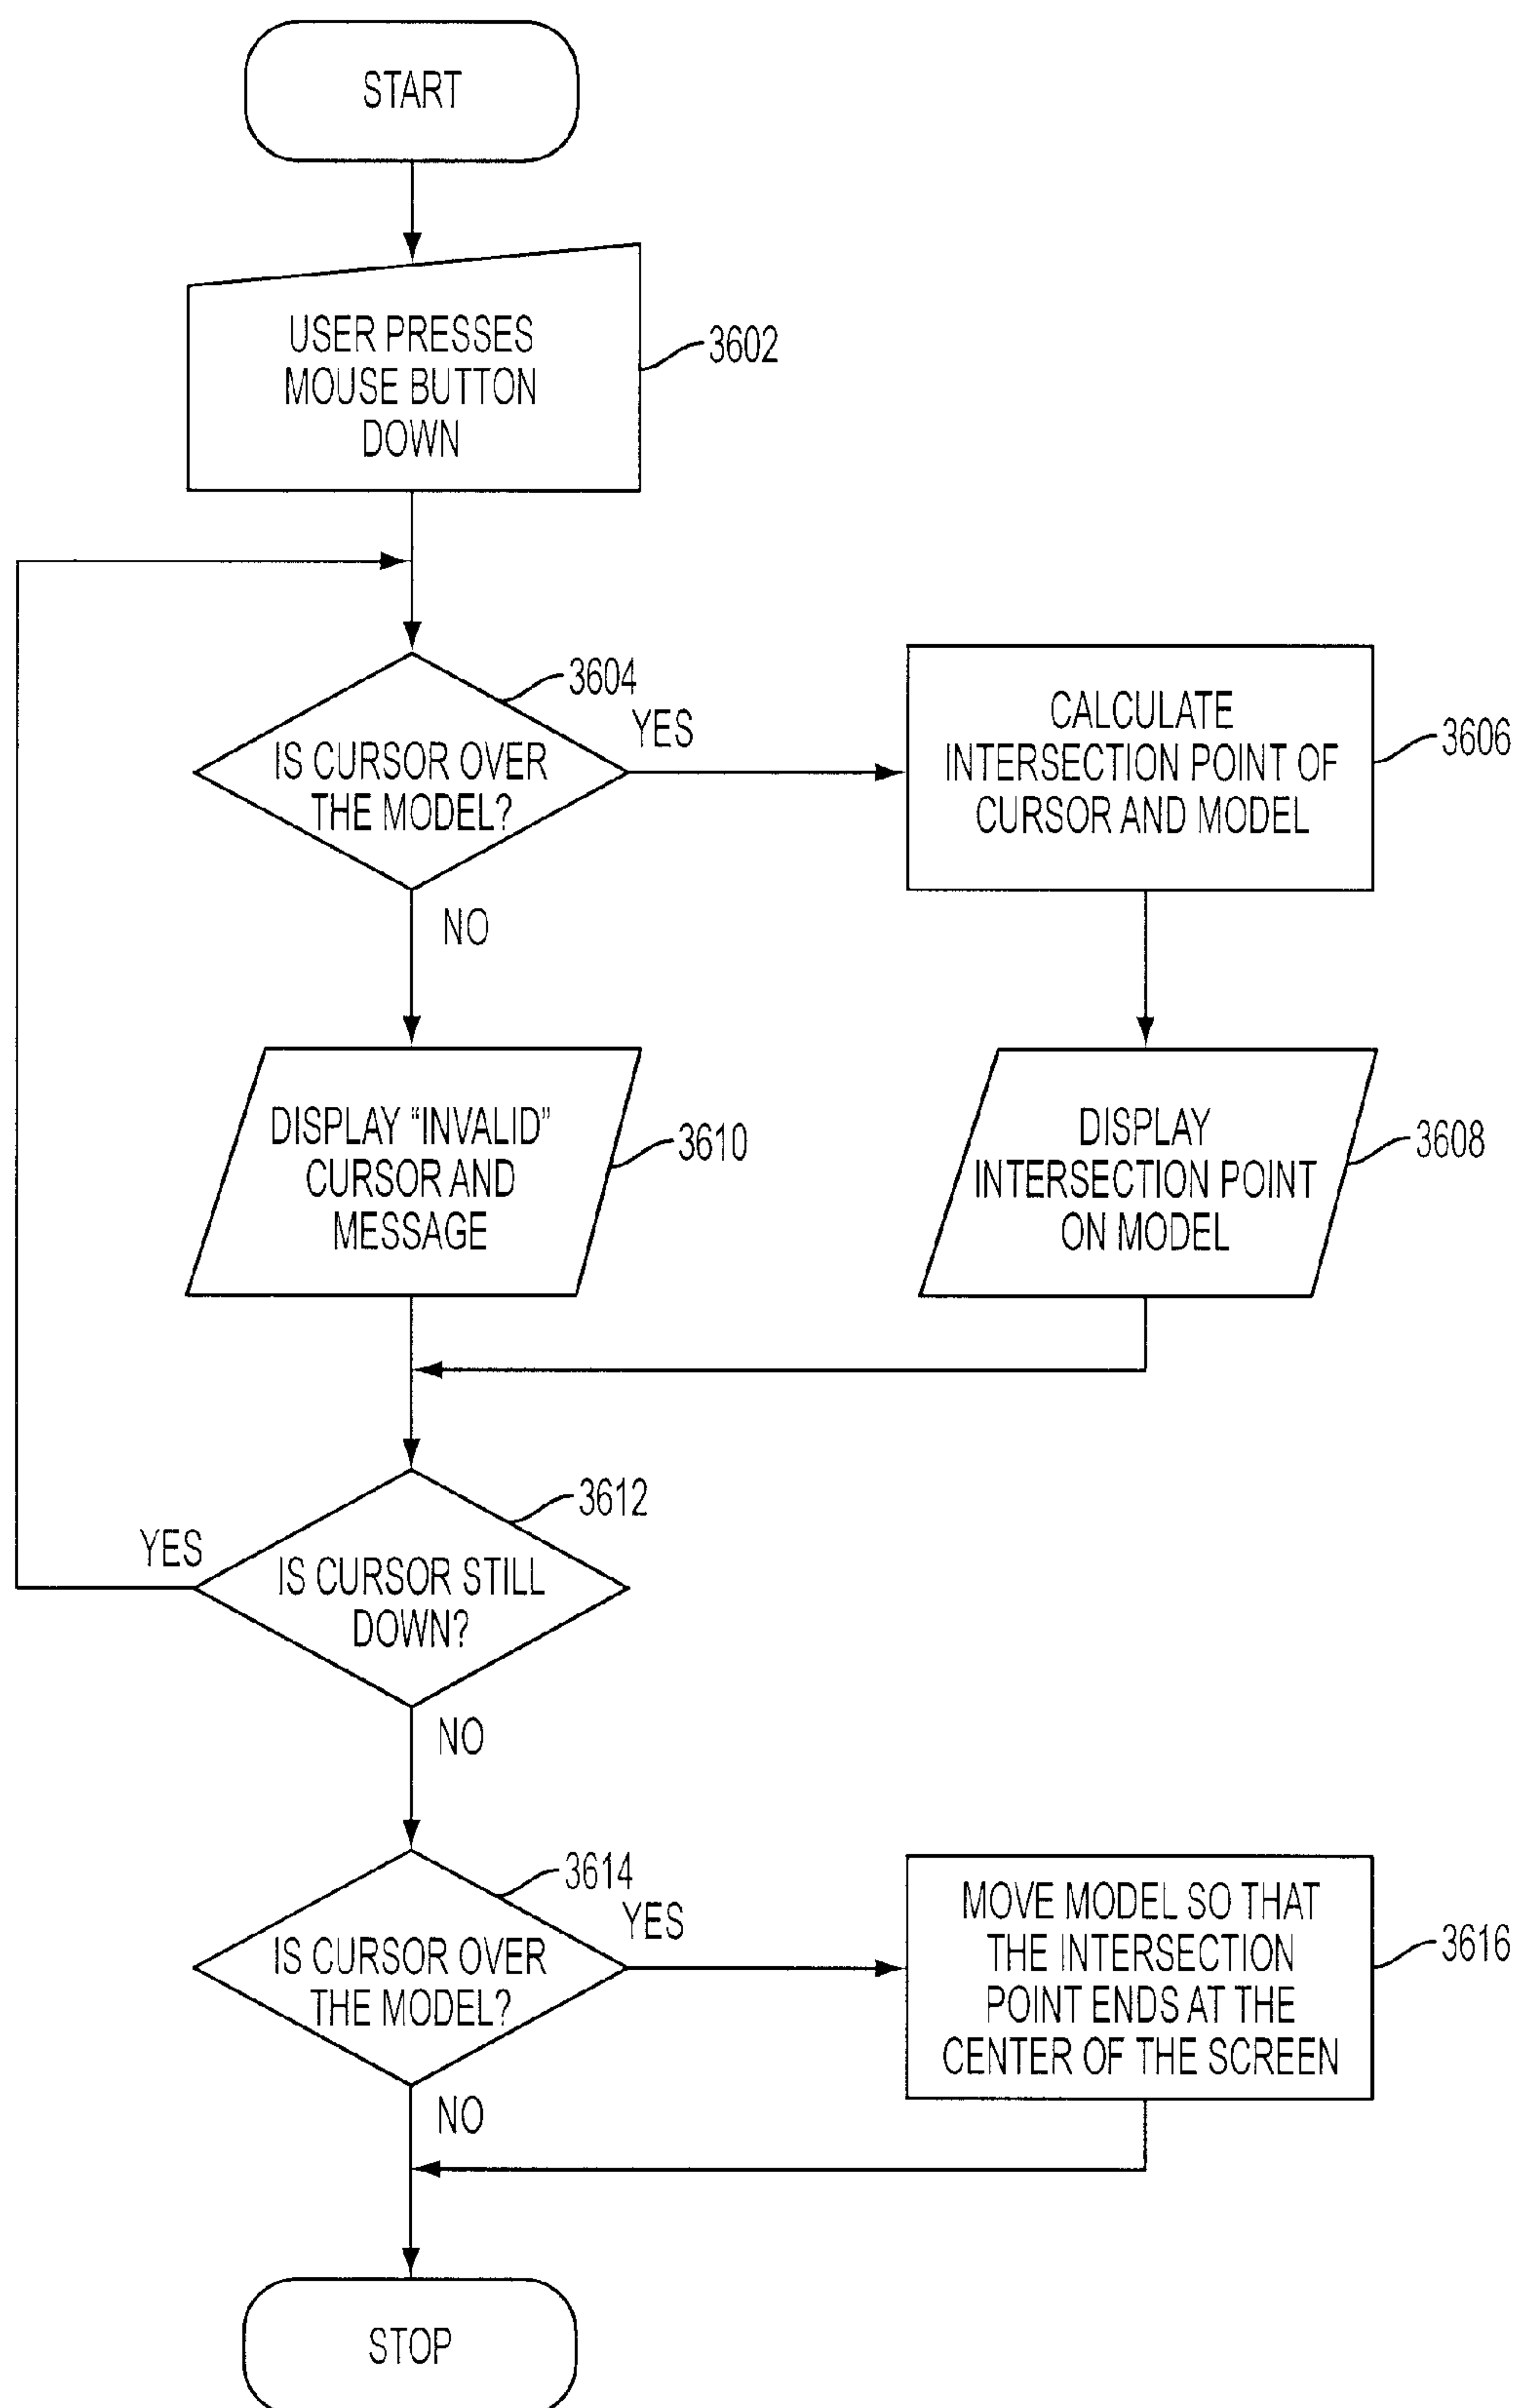 START
USER PRESSES
MOUSE BUTTON
DOWN
3602
3604
YES
IS CURSOR OVER
THE MODEL?
NO
CALCULATE
INTERSECTION POINT OF
CURSOR AND MODEL
3606
DISPLAY “INVALID”
CURSOR AND
MESSAGE
3610
DISPLAY
INTERSECTION POINT
ON MODEL
3608
3612
YES
IS CURSOR STILL
DOWN?
NO
3614
YES
IS CURSOR OVER
THE MODEL?
NO
MOVE MODEL SO THAT
THE INTERSECTION
POINT ENDS AT THE
CENTER OF THE SCREEN
3616
STOP